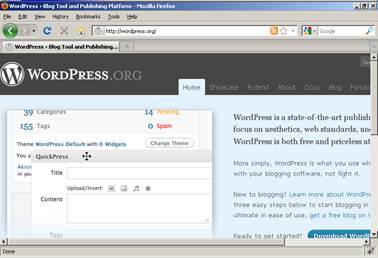 WordPress › Blog Tool and Publishing Platform - Mozilla Firefox
File Edit View History Bookmarks Tools Help
http://wordpress.org/
Google
WordPress › Blog Tool and Publishing...
WORDPRESS.ORG
Home Showcase Extend About Docs Blog Forum
39 Categories 14 Pending
155 Tags 0 Spam
Theme WordPress Default with 0 Widgets Change Theme
You a
Akism
QuickPress
Title
Upload/Insert
Content
Tags
WordPress is a state-of-the-art publish
focus on aesthetics, web standards, an
WordPress is both free and priceless at
More simply, WordPress is what you use wh
with your blogging software, not fight it.
New to blogging? Learn more about WordPr
three easy steps below to start blogging in
ultimate in ease of use, get a free blog on W
Ready to get started? Download WordP
Done